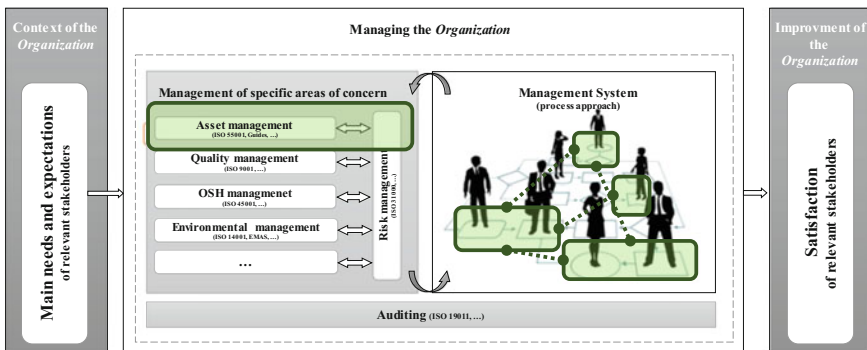 Context of the
Organization
Main needs and expectations
of relevant stakeholders
Managing the Organization
Management of specific areas of concern
Asset management
(ISO 55001, Guides, ...)
Quality management
(ISO 9001, ...)
OSH managmenet
(ISO 45001, ...)
Environmental management
(ISO 14001, EMAS, ...)
...
Risk management
(ISO31000, ...)
Management System
(process approach)
Auditing (ISO 19011, ...)
Improvment of
the
Organization
Satisfaction
of relevant stakeholders